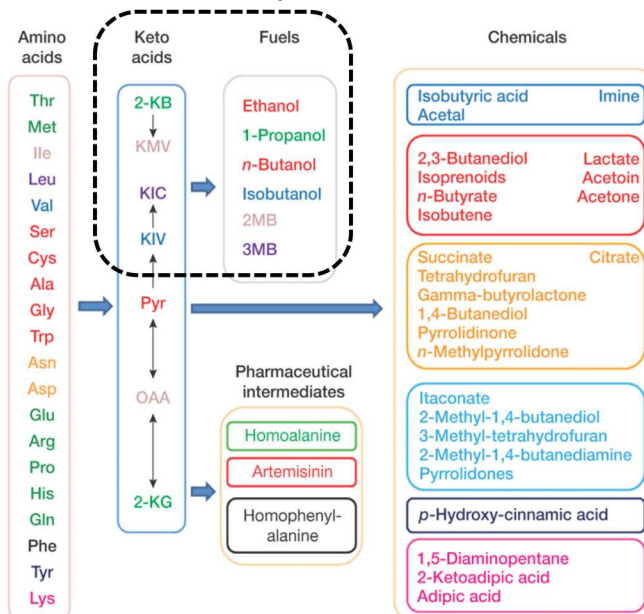 Amino
acids
Thr
Met
Ile
Leu
Val
Ser
Cys
Ala
Gly
Trp
Asn
Asp
Glu
Arg
Pro
His
Gln
Phe
Tyr
Lys
Keto
acids
2-KB
KMV
KIC
KIV
Pyr
OAA
2-KG
Fuels
Ethanol
1-Propanol
n-Butanol
Isobutanol
2MB
3MB
Pharmaceutical
intermediates
Homoalanine
Artemisinin
Homophenyl-
alanine
Chemicals
Isobutyric acid Imine
Acetal
2,3-Butanediol Lactate
Isoprenoids Acetoin
n-Butyrate Acetone
Isobutene
Succinate Citrate
Tetrahydrofuran
Gamma-butyrolactone
1,4-Butanediol
Pyrrolidinone
n-Methylpyrrolidone
Itaconate
2-Methyl-1,4-butanediol
3-Methyl-tetrahydrofuran
2-Methyl-1,4-butanediamine
Pyrrolidones
p-Hydroxy-cinnamic acid
1,5-Diaminopentane
2-Ketoadipic acid
Adipic acid